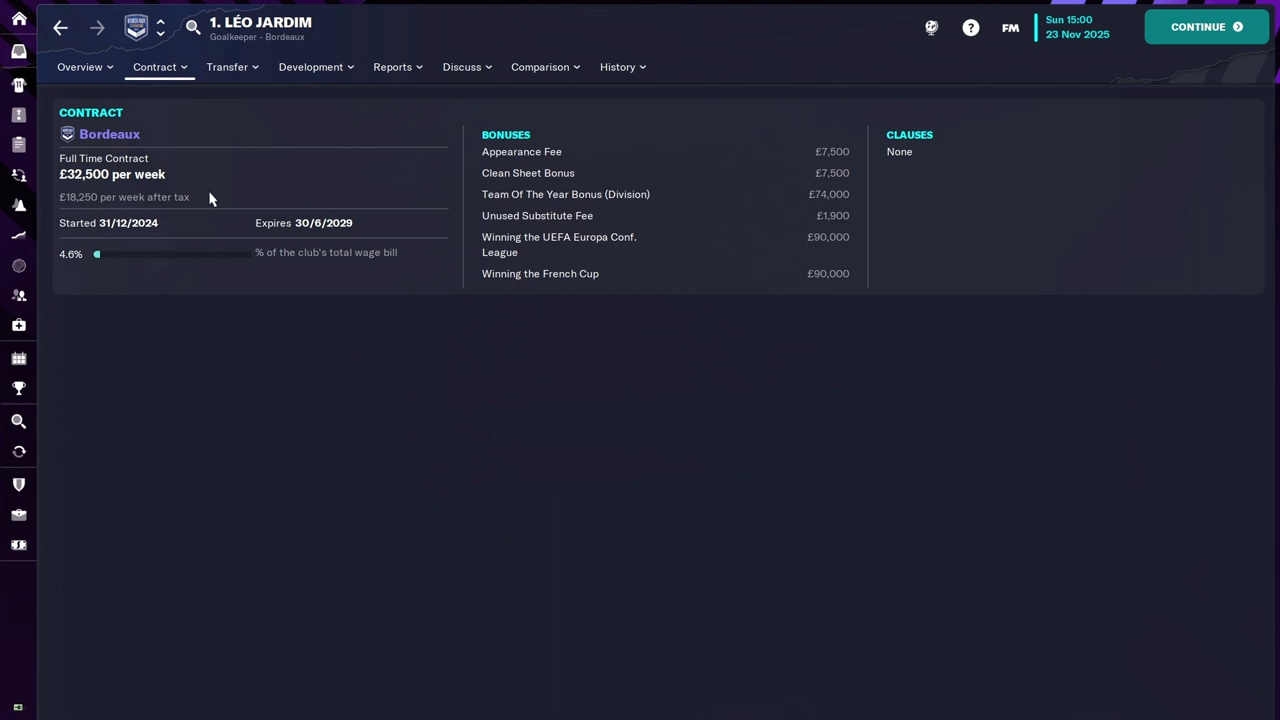 1. LÉO JARDIM
Goalkeeper - Bordeaux
FM
Sun 15:00
23 Nov 2025
CONTINUE
Overview
Contract
Transfer
Development
Reports
Discuss
Comparison
History
CONTRACT
Bordeaux
Full Time Contract
£32,500 per week
£18,250 per week after tax
Started 31/12/2024
Expires 30/6/2029
4.6%
% of the club's total wage bill
BONUSES
Appearance Fee £7,500
Clean Sheet Bonus £7,500
Team Of The Year Bonus (Division) £74,000
Unused Substitute Fee £1,900
Winning the UEFA Europa Conf. £90,000
League
Winning the French Cup £90,000
CLAUSES
None